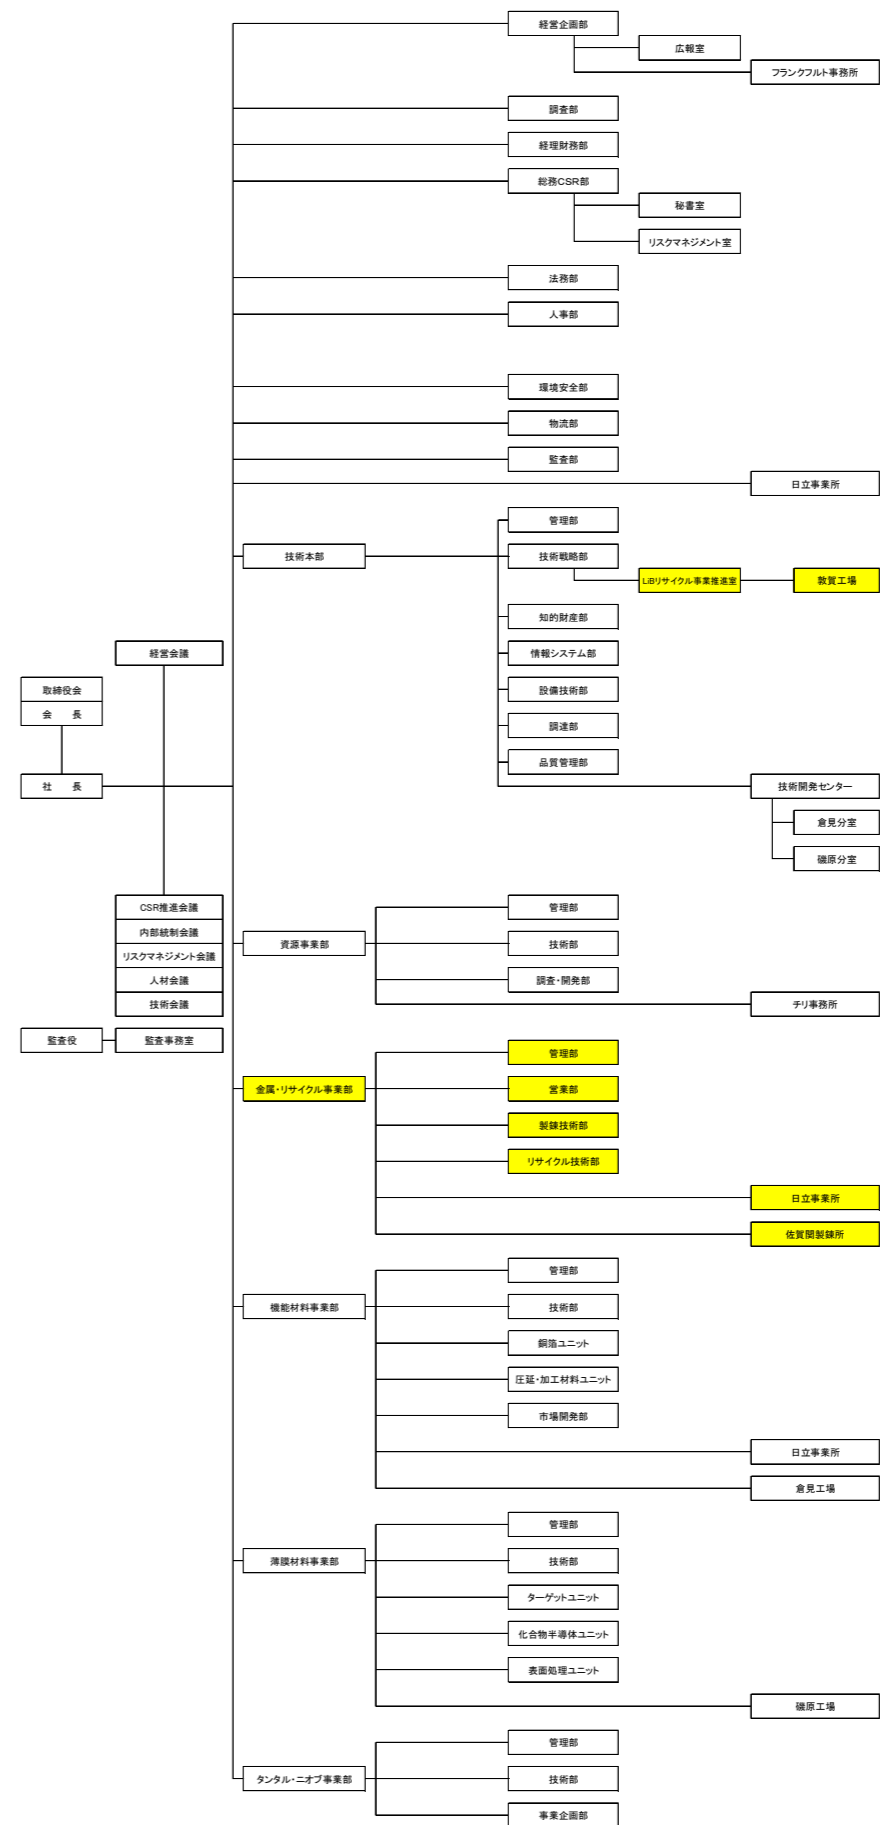 経営企画部
広報室
フランクフルト事務所
調査部
経理財務部
総務CSR部
秘書室
リスクマネジメント室
法務部
人事部
環境安全部
物流部
監査部
日立事業所
技術本部
管理部
技術戦略部
LiBリサイクル事業推進室
敦賀工場
知的財産部
情報システム部
設備技術部
調達部
品質管理部
技術開発センター
倉見分室
磯原分室
経営会議
取締役会
会　長
社　長
CSR推進会議
内部統制会議
リスクマネジメント会議
人材会議
技術会議
監査役
監査事務室
資源事業部
管理部
技術部
調査・開発部
チリ事務所
金属・リサイクル事業部
管理部
営業部
製錬技術部
リサイクル技術部
日立事業所
佐賀関製錬所
機能材料事業部
管理部
技術部
銅箔ユニット
圧延・加工材料ユニット
市場開発部
日立事業所
倉見工場
薄膜材料事業部
管理部
技術部
ターゲットユニット
化合物半導体ユニット
表面処理ユニット
磯原工場
タンタル・ニオブ事業部
管理部
技術部
事業企画部